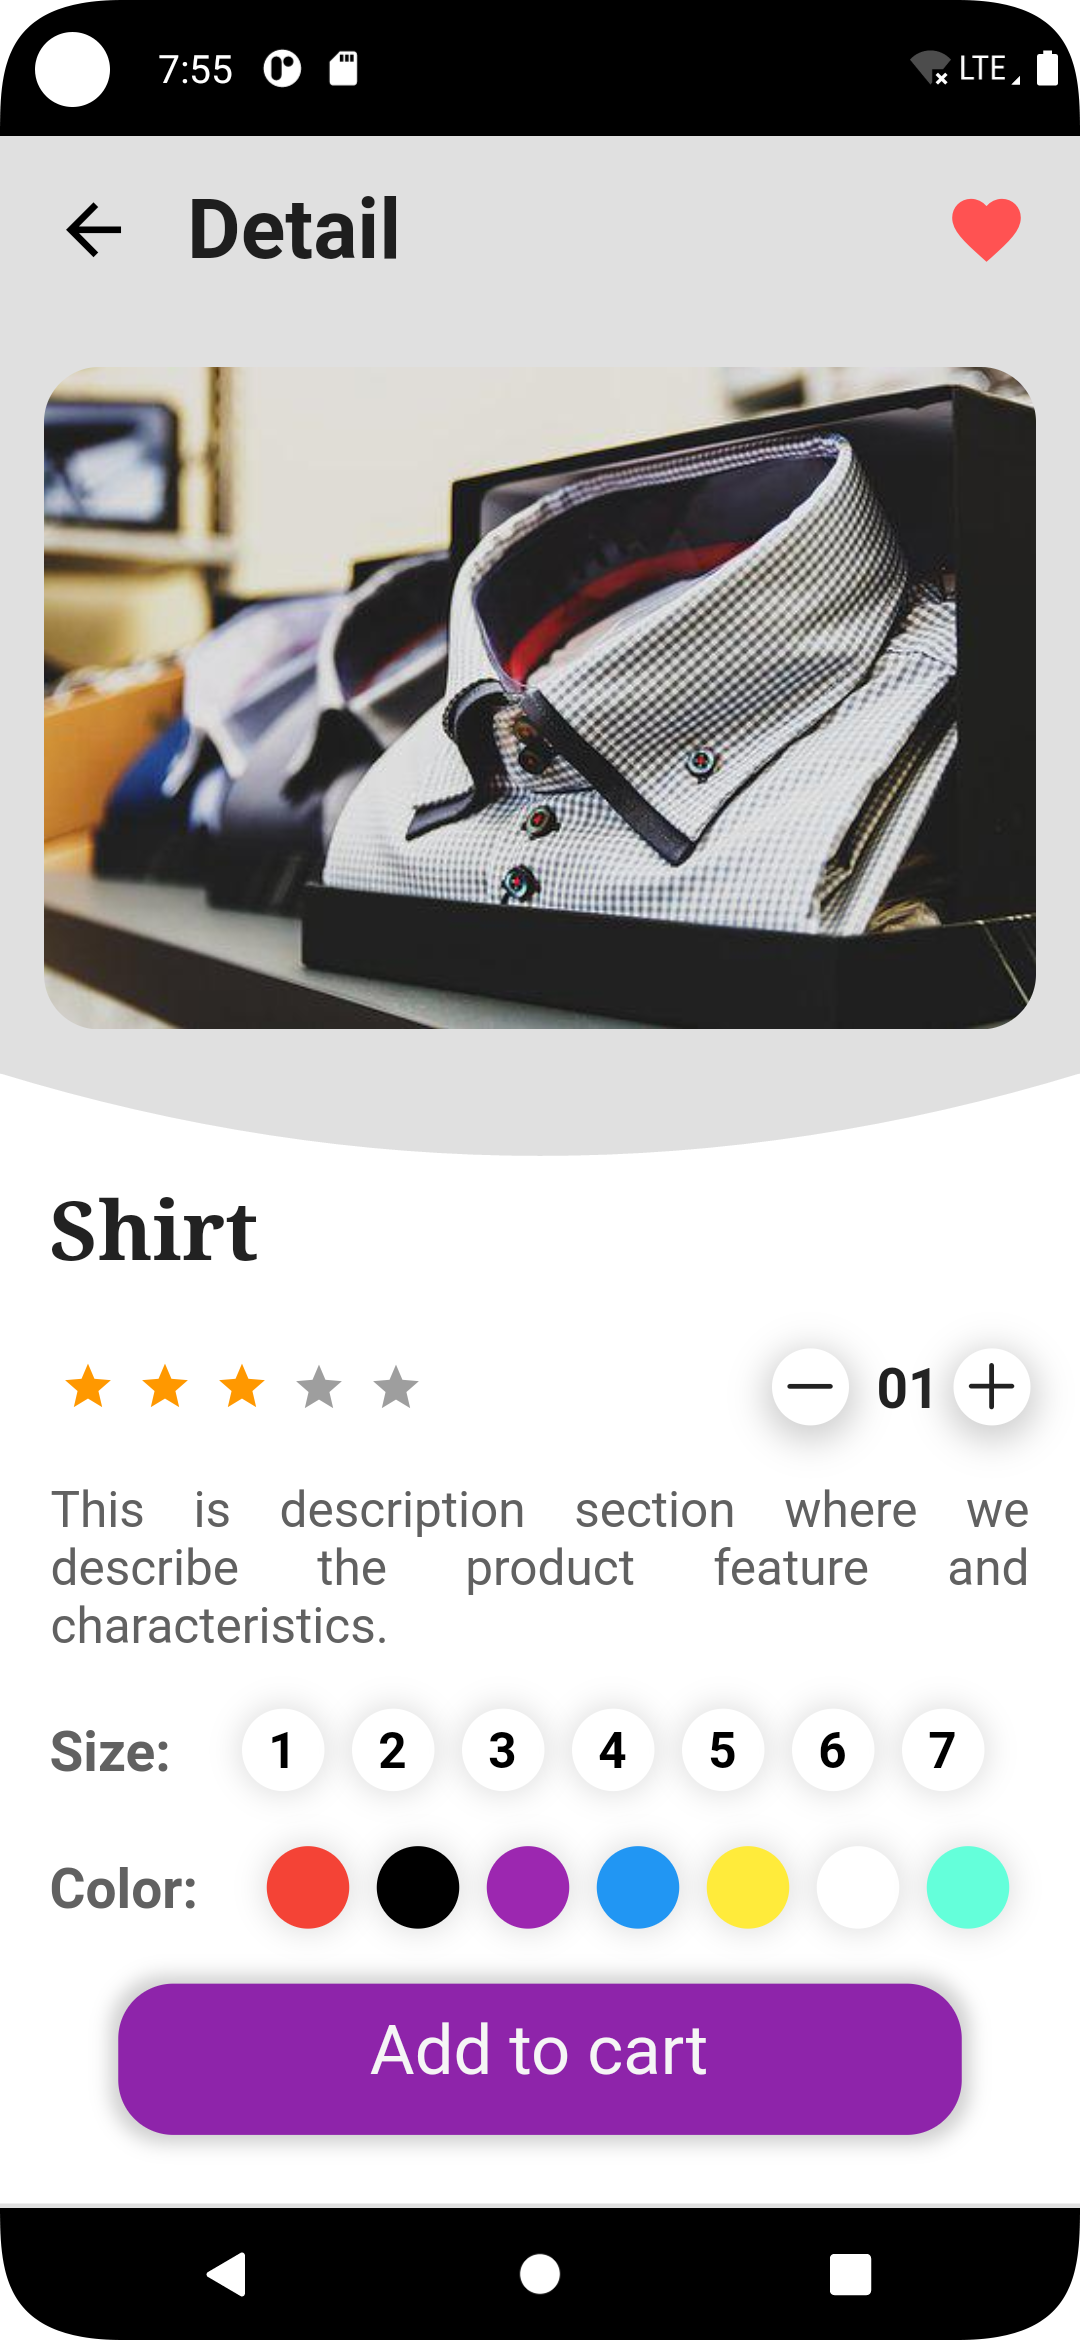 7:55 LTE
Detail
Shirt
01
This is description section where we
describe the product feature and
characteristics.
Size: 1 2 3 4 5 6 7
Color:
Add to cart